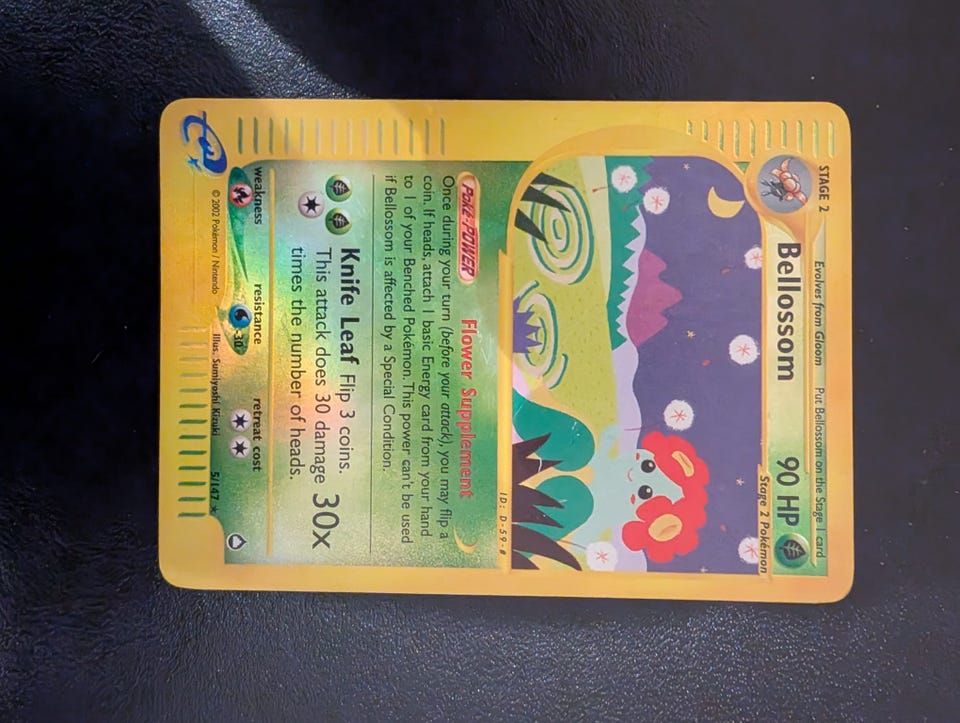 STAGE 2
Evolves from Gloom Put Bellossom on the Stage 1 card
Bellossom 90 HP
Stage 2 Pokémon
ID: D-59-#
POKé-POWER Flower Supplement
Once during your turn (before your attack), you may flip a
coin. If heads, attach 1 basic Energy card from your hand
to 1 of your Benched Pokémon. This power can't be used
if Bellossom is affected by a Special Condition.
Knife Leaf Flip 3 coins.
This attack does 30 damage 30x
times the number of heads.
weakness resistance retreat cost
-30
e
© 2002 Pokémon / Nintendo Illus. Sumiyoshi Kizuki 5/147 ★